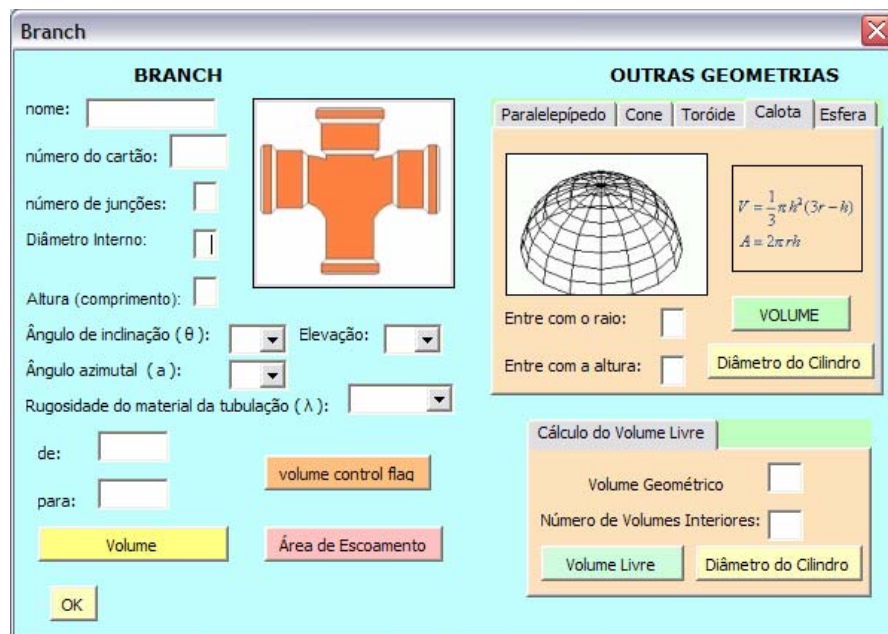 Branch
BRANCH
nome:
número do cartão:
número de junções:
Diâmetro Interno:
Altura (comprimento):
Ângulo de inclinação ( θ ):
Elevação:
Ângulo azimutal ( a ):
Rugosidade do material da tubulação ( λ ):
de:
para:
volume control flag
Volume
Área de Escoamento
OK
OUTRAS GEOMETRIAS
Paralelepípedo Cone Toróide Calota Esfera
V = 1/3 π h² (3r − h)
A = 2π rh
Entre com o raio:
VOLUME
Entre com a altura:
Diâmetro do Cilindro
Cálculo do Volume Livre
Volume Geométrico
Número de Volumes Interiores:
Volume Livre
Diâmetro do Cilindro